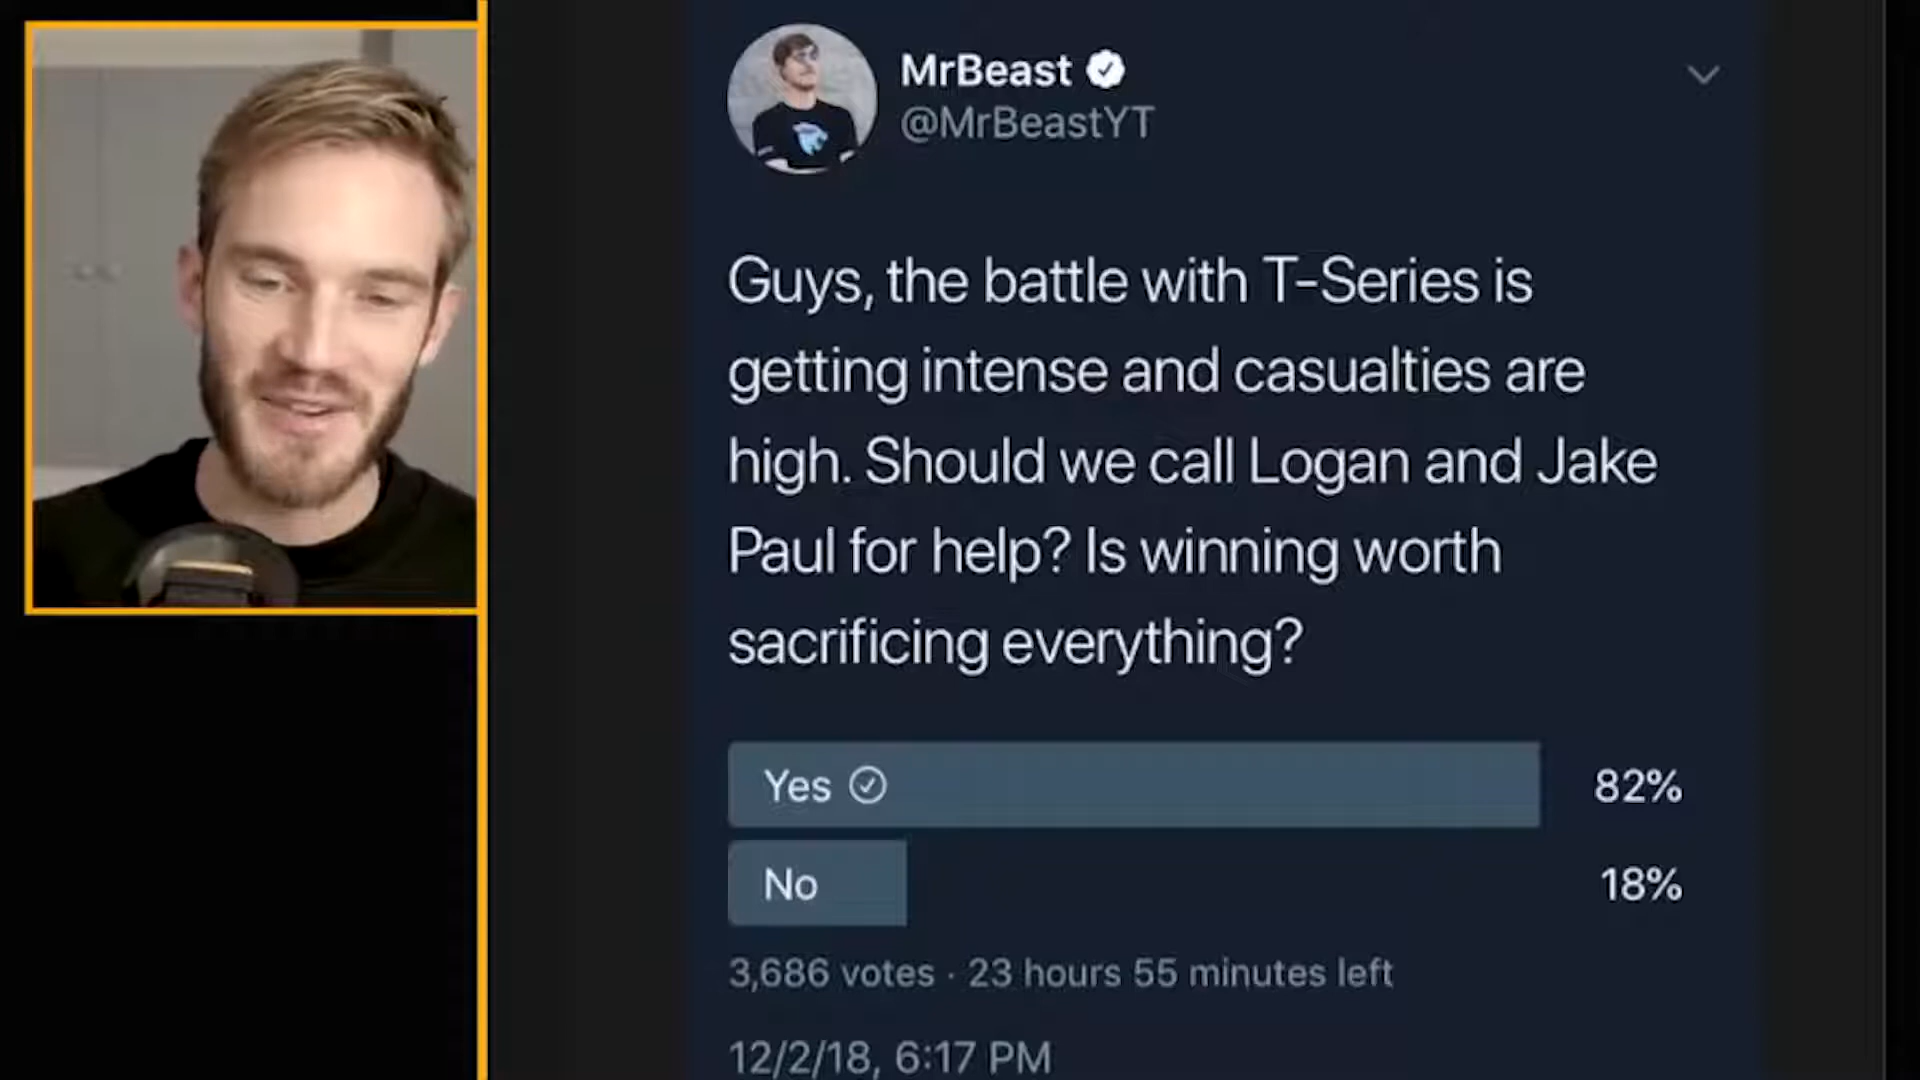 MrBeast
@MrBeastYT
Guys, the battle with T-Series is
getting intense and casualties are
high. Should we call Logan and Jake
Paul for help? Is winning worth
sacrificing everything?
Yes 82%
No 18%
3,686 votes · 23 hours 55 minutes left
12/2/18, 6:17 PM